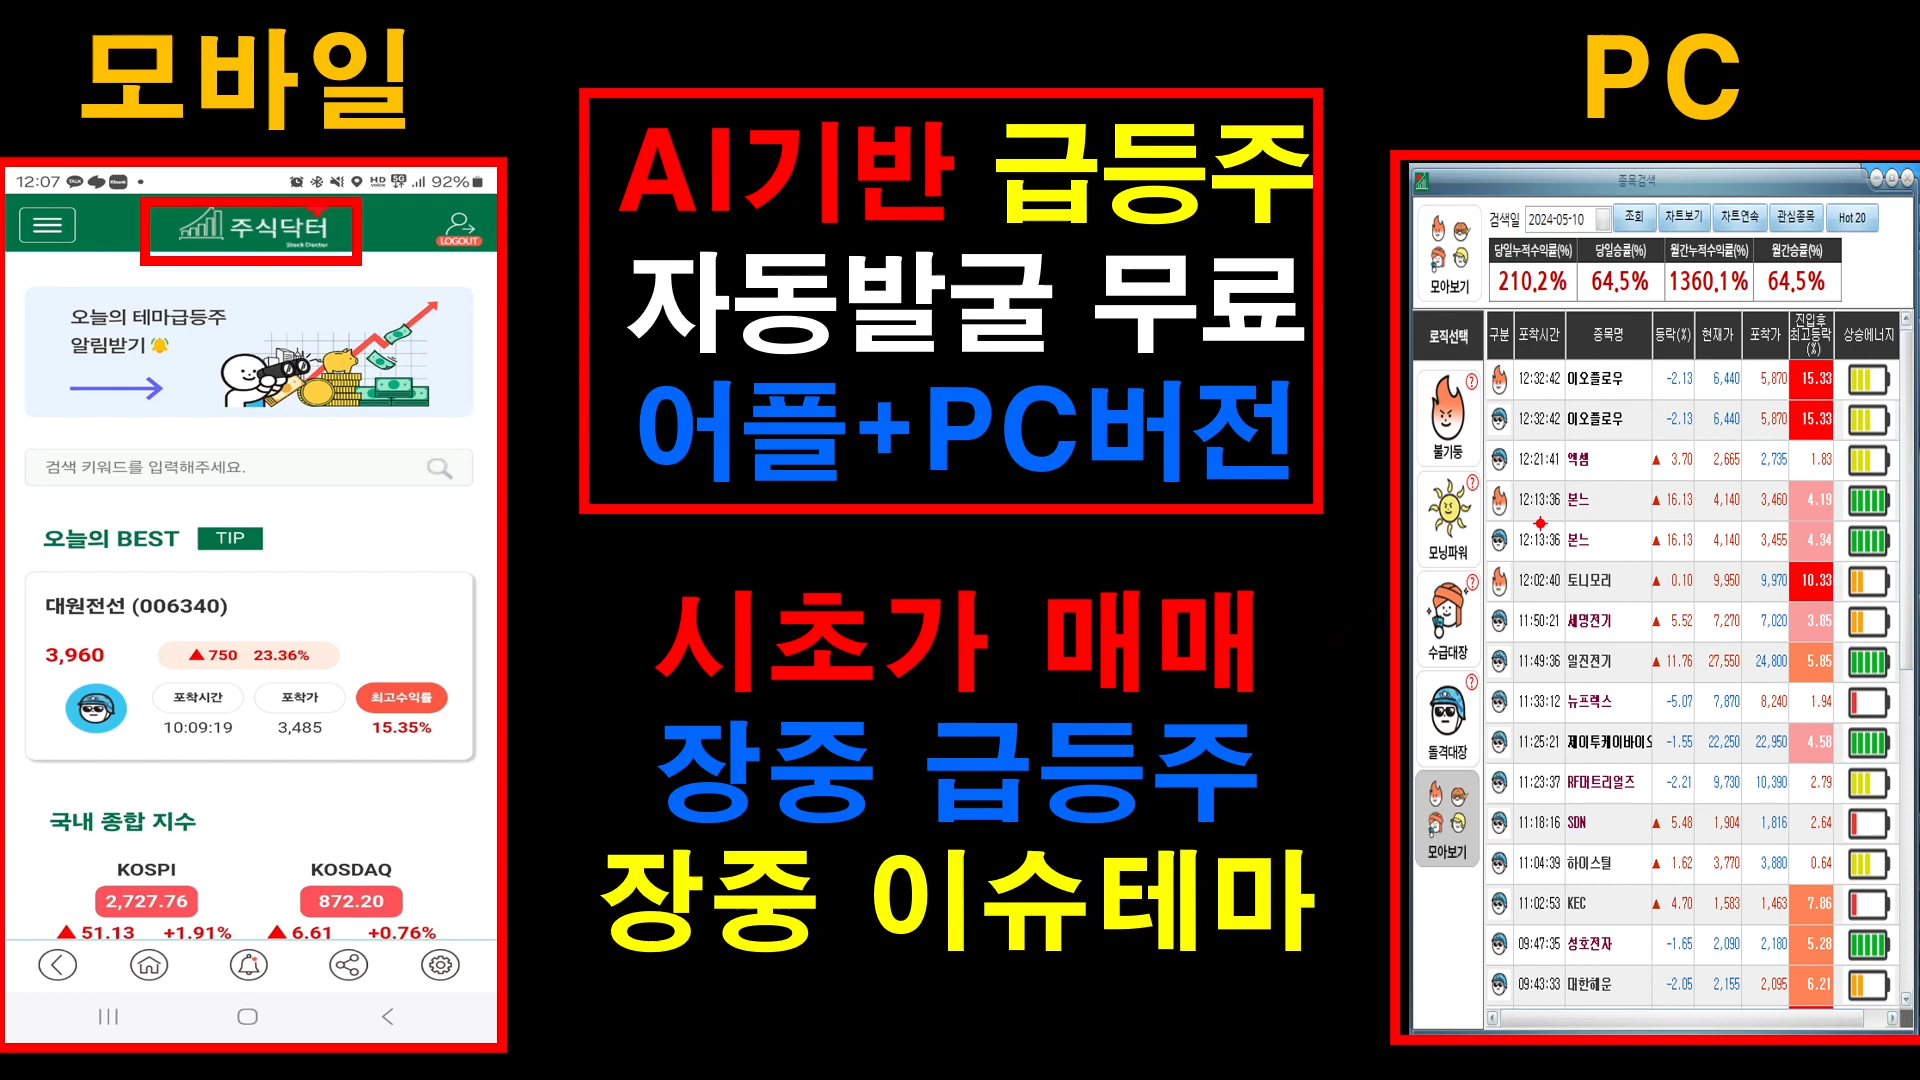 모바일
PC
AI기반 급등주
자동발굴 무료
어플+PC버전
시초가 매매
장중 급등주
장중 이슈테마
12:07
TALK
Kbank
HD
voice
5G
92%
주식닥터
Stock Doctor
LOGOUT
오늘의 테마급등주
알림받기
검색 키워드를 입력해주세요.
오늘의 BEST TIP
대원전선 (006340)
3,960 ▲ 750 23.36%
포착시간 포착가 최고수익률
10:09:19 3,485 15.35%
국내 종합 지수
KOSPI KOSDAQ
2,727.76 872.20
▲ 51.13 +1.91% ▲ 6.61 +0.76%
종목검색
검색일 2024-05-10 조회 차트보기 차트연속 관심종목 Hot 20
당일누적수익률(%) 당일승률(%) 월간누적수익률(%) 월간승률(%)
210,2% 64,5% 1360,1% 64,5%
모아보기
로직선택
불기둥
모닝파워
수급대장
돌격대장
모아보기
구분 포착시간 종목명 등락(%) 현재가 포착가 진입후 최고등락 (%) 상승에너지
12:32:42 이오플로우 -2.13 6,440 5,870 15.33
12:32:42 이오플로우 -2.13 6,440 5,870 15.33
12:21:41 엑셈 ▲ 3.70 2,665 2,735 1.83
12:13:36 본느 ▲ 16.13 4,140 3,460 4.19
12:13:36 본느 ▲ 16.13 4,140 3,455 4.34
12:02:40 토니모리 ▲ 0.10 9,950 9,970 10.33
11:50:21 세명전기 ▲ 5.52 7,270 7,020 3.85
11:49:36 일진전기 ▲ 11.76 27,550 24,800 5.85
11:33:12 뉴프렉스 -5.07 7,870 8,240 1.94
11:25:21 제이투케이바이오 -1.55 22,250 22,950 4.58
11:23:37 RF머트리얼즈 -2.21 9,730 10,390 2.79
11:18:16 SDN ▲ 5.48 1,904 1,816 2.64
11:04:39 하이스틸 ▲ 1.62 3,770 3,880 0.64
11:02:53 KEC ▲ 4.70 1,583 1,463 7.86
09:47:35 성호전자 -1.65 2,090 2,180 5.28
09:43:33 대한해운 -2.05 2,155 2,095 6.21